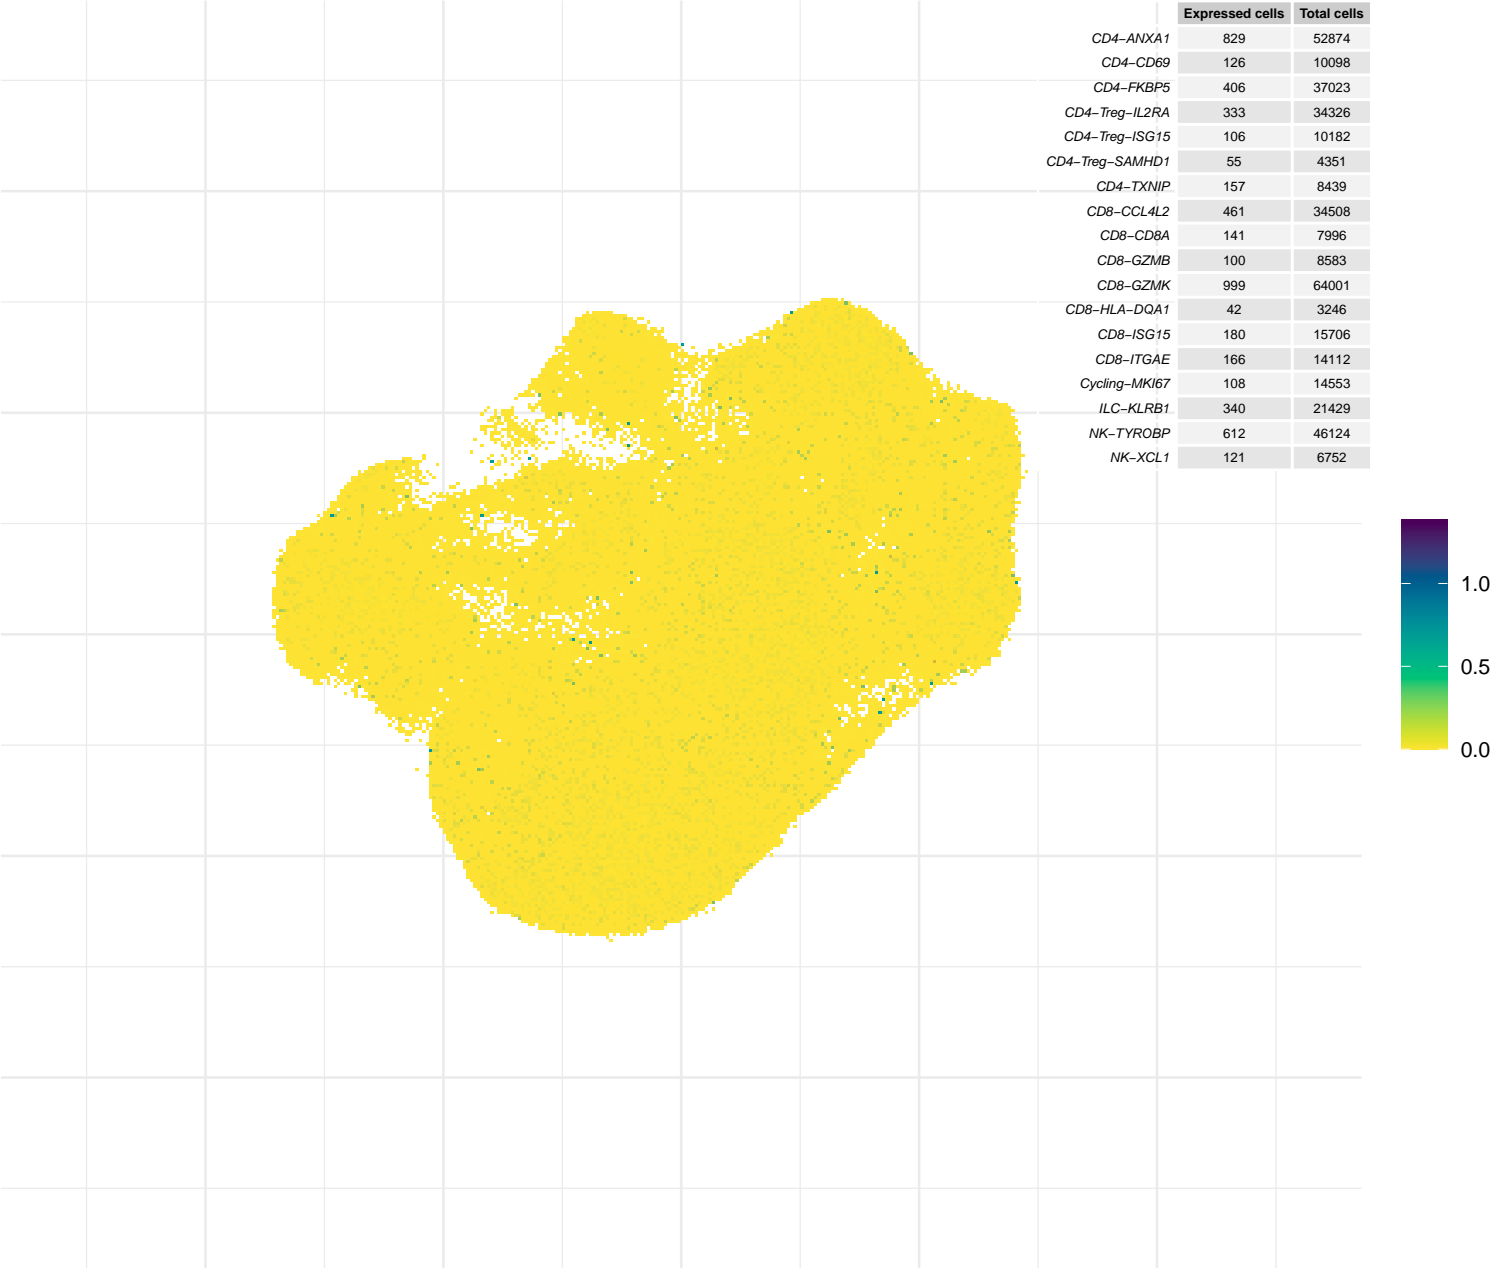 Expressed cells Total cells
CD4−ANXA1 829 52874
CD4−CD69 126 10098
CD4−FKBP5 406 37023
CD4−Treg−IL2RA 333 34326
CD4−Treg−ISG15 106 10182
CD4−Treg−SAMHD1 55 4351
CD4−TXNIP 157 8439
CD8−CCL4L2 461 34508
CD8−CD8A 141 7996
CD8−GZMB 100 8583
CD8−GZMK 999 64001
CD8−HLA−DQA1 42 3246
CD8−ISG15 180 15706
CD8−ITGAE 166 14112
Cycling−MKI67 108 14553
ILC−KLRB1 340 21429
NK−TYROBP 612 46124
NK−XCL1 121 6752
1.0
0.5
0.0